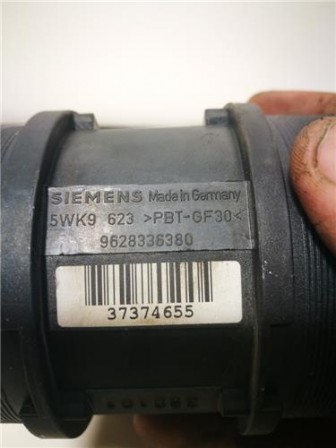 SIEMENS Made in Germany
5WK9 623 >PBT-GF30<
9628336380
37374655